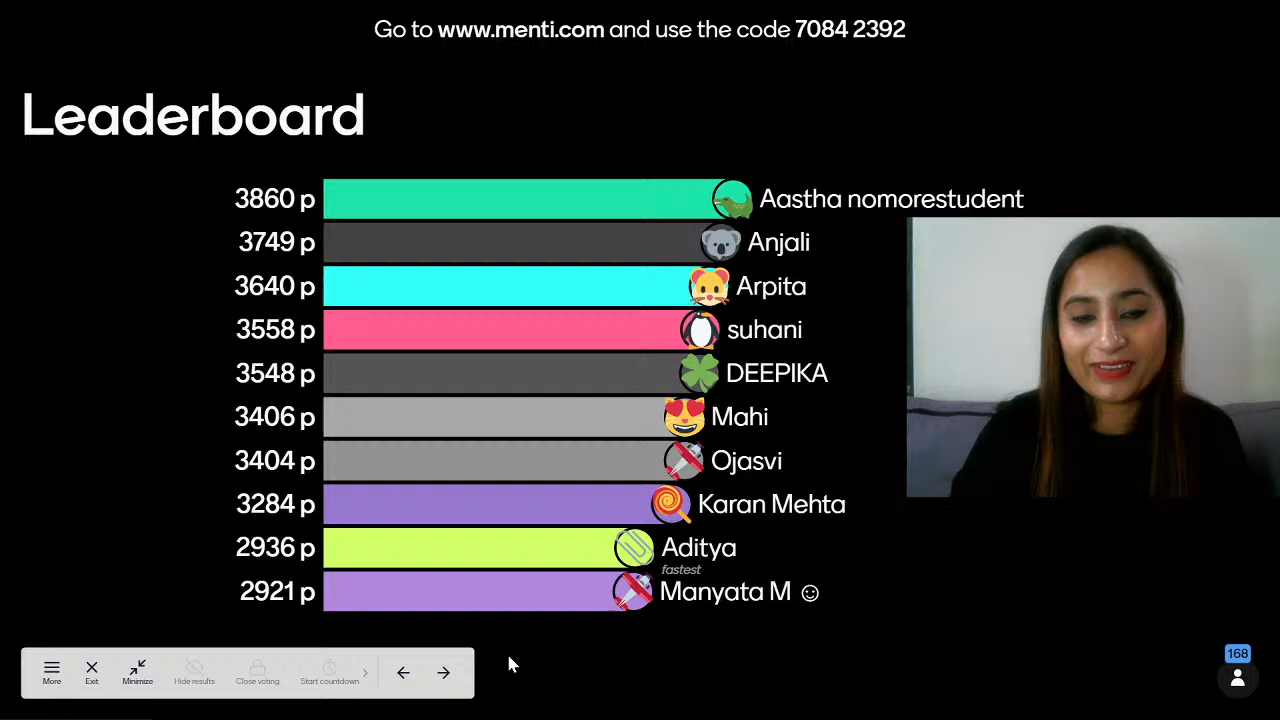 Go to www.menti.com and use the code 7084 2392
Leaderboard
3860 p Aastha nomorestudent
3749 p Anjali
3640 p Arpita
3558 p suhani
3548 p DEEPIKA
3406 p Mahi
3404 p Ojasvi
3284 p Karan Mehta
2936 p Aditya
fastest
2921 p Manyata M ☺
More Exit Minimize Hide results Close voting Start countdown
168